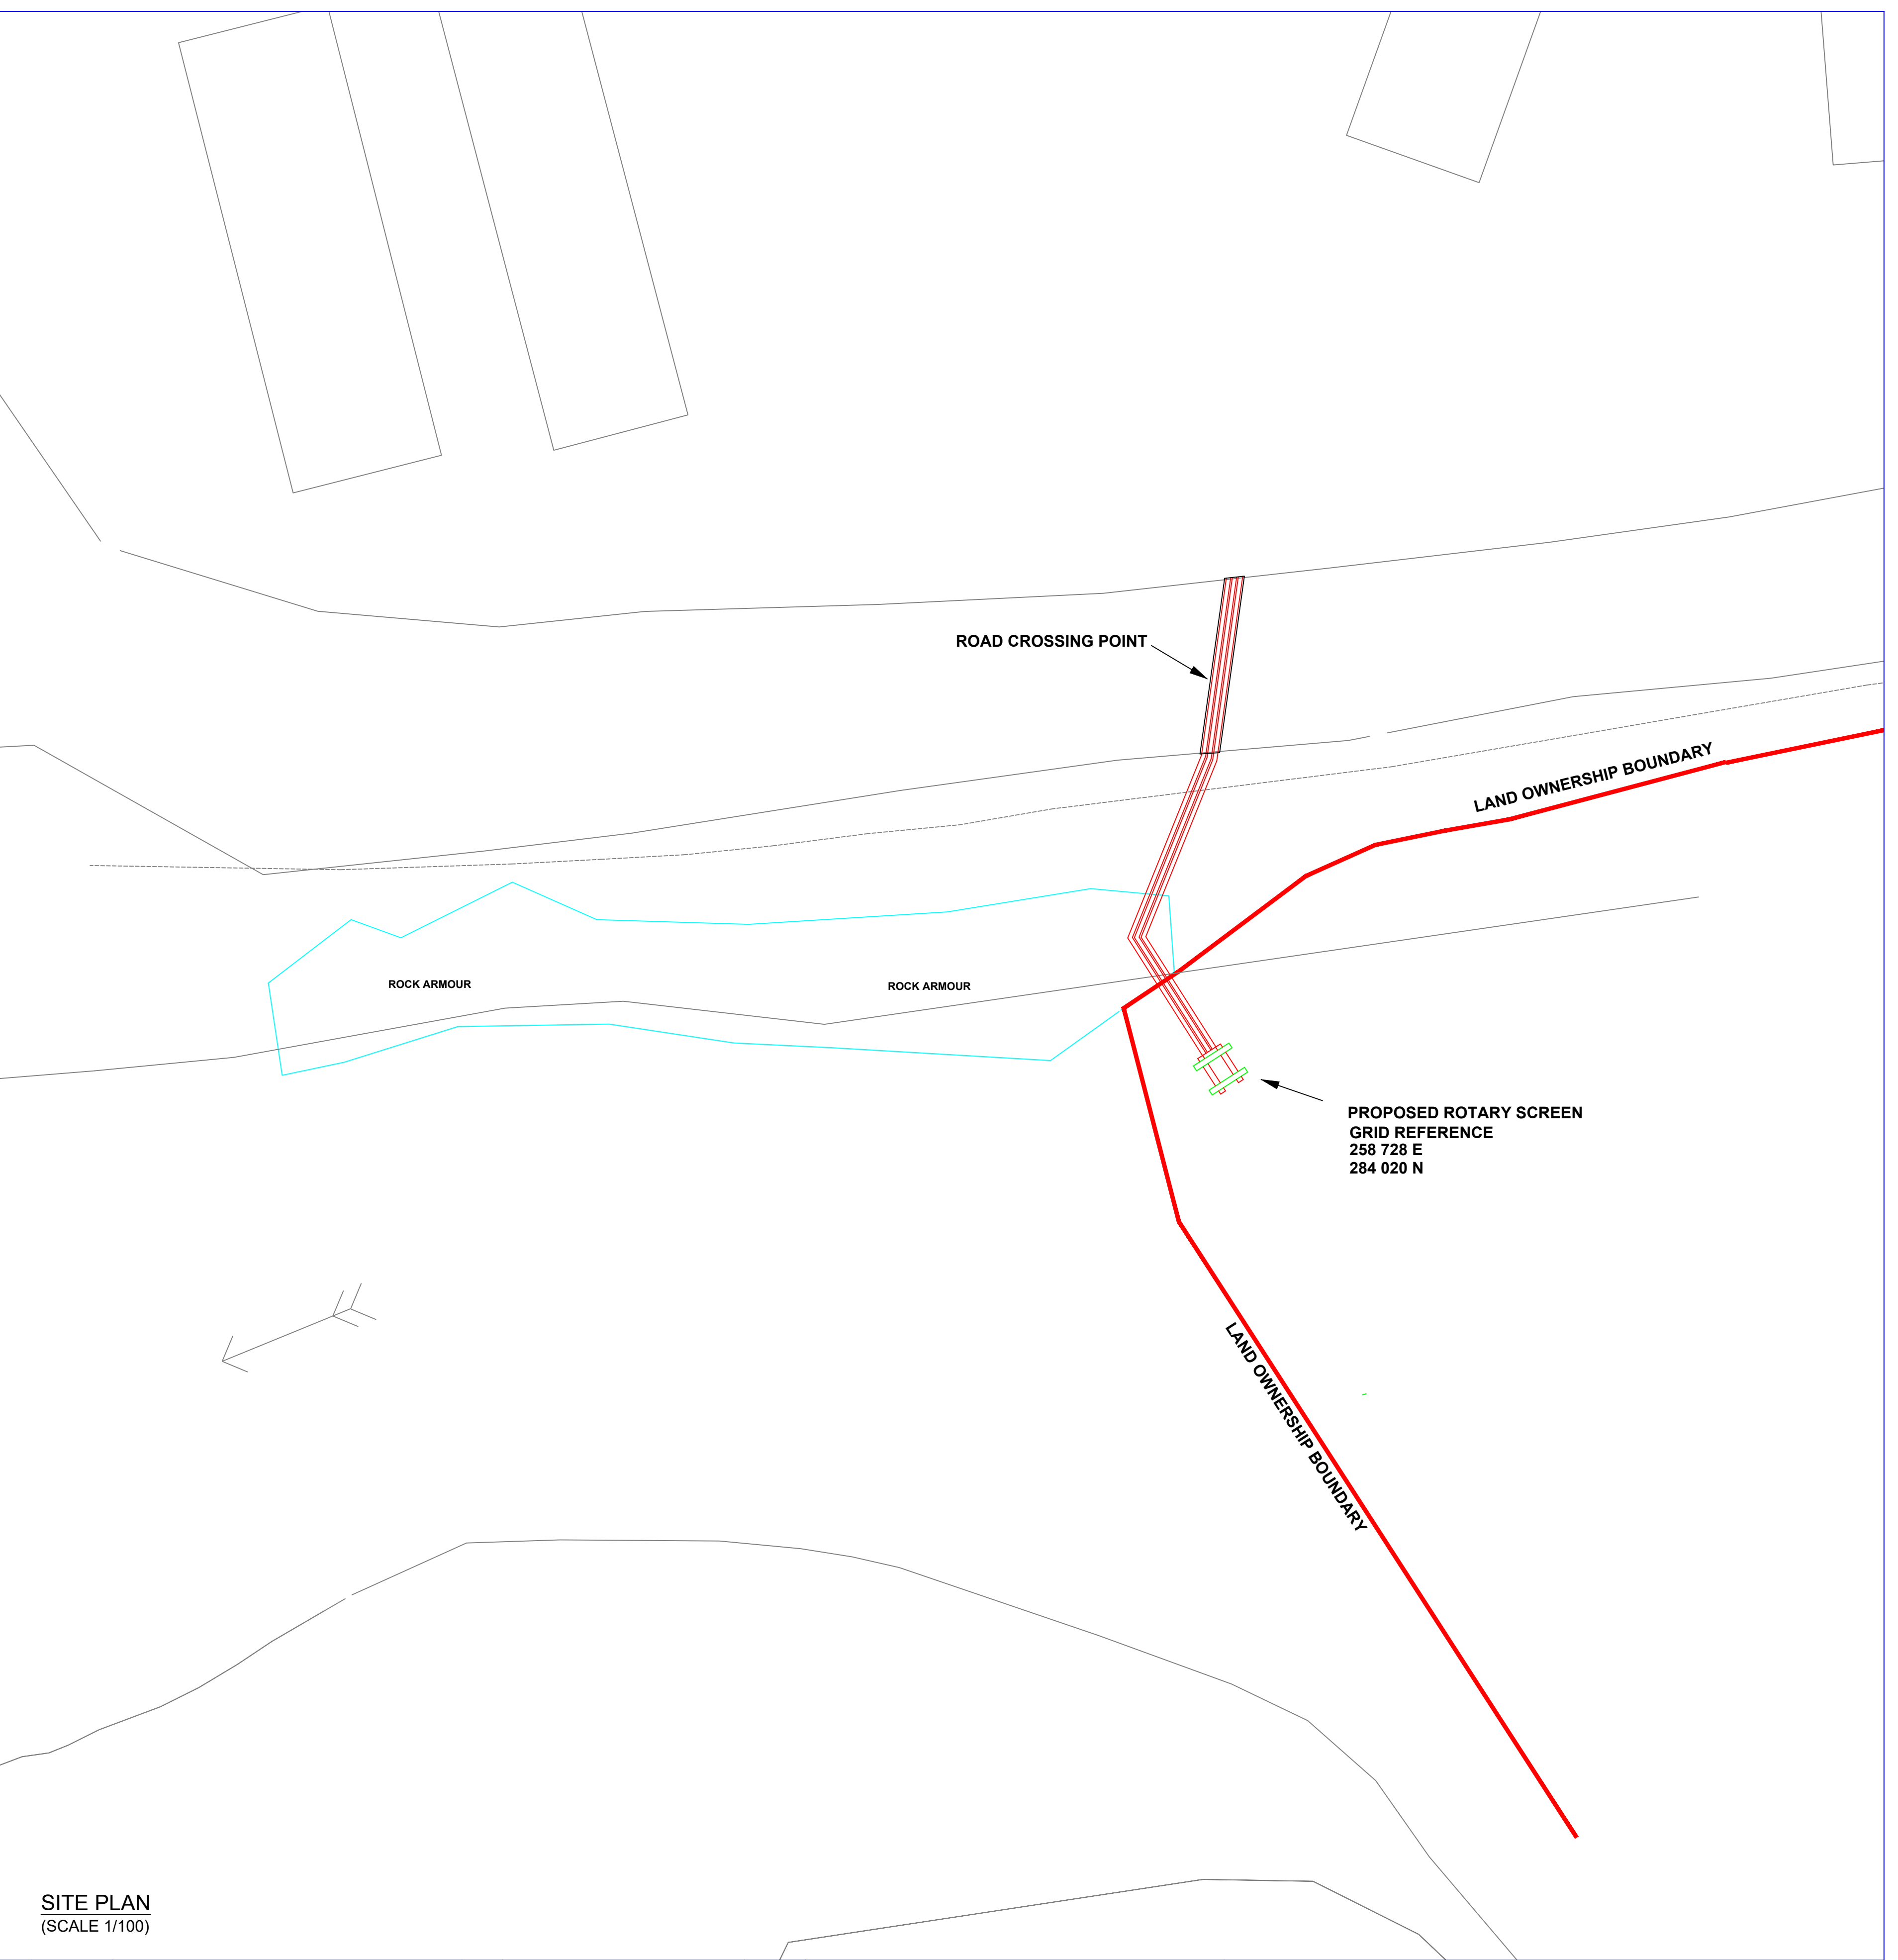 ROAD CROSSING POINT
LAND OWNERSHIP BOUNDARY
ROCK ARMOUR
ROCK ARMOUR
PROPOSED ROTARY SCREEN
GRID REFERENCE
258 728 E
284 020 N
LAND OWNERSHIP BOUNDARY
SITE PLAN
(SCALE 1/100)